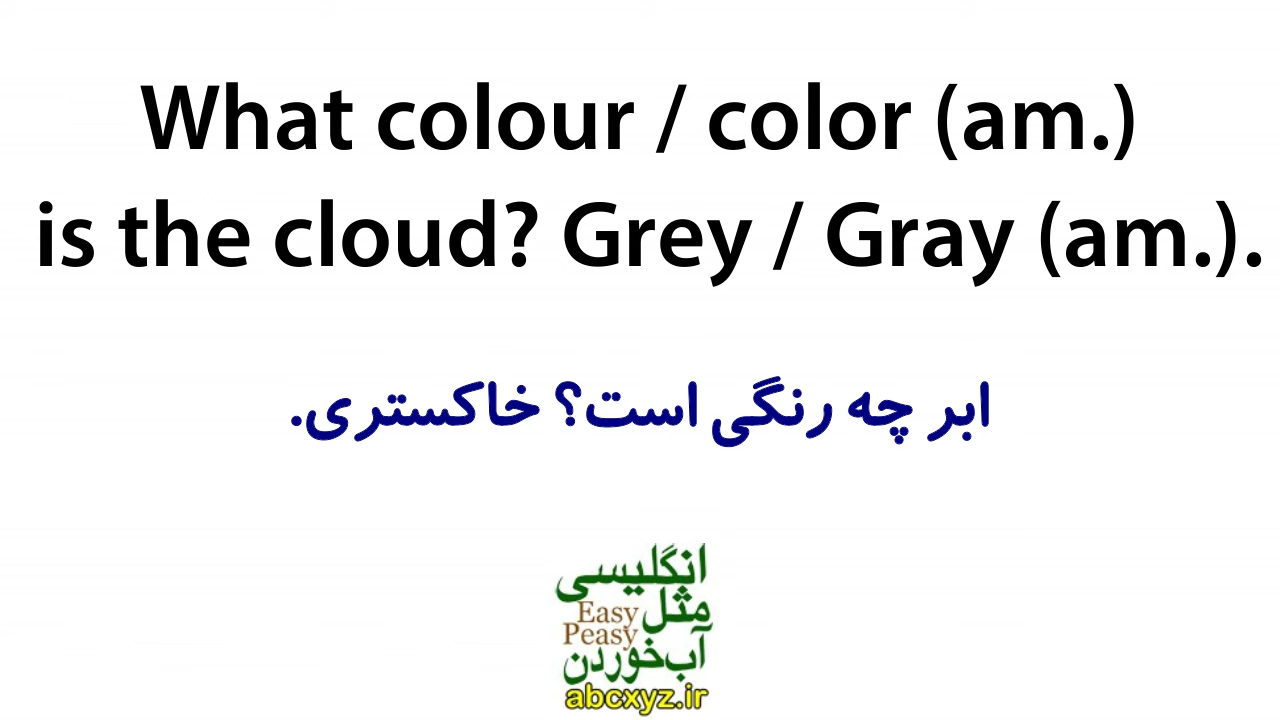 What colour / color (am.)
is the cloud? Grey / Gray (am.).
ابر چه رنگی است؟ خاکستری.
انگلیسی
مثل Easy
Peasy
آب‌خوردن
abcxyz.ir